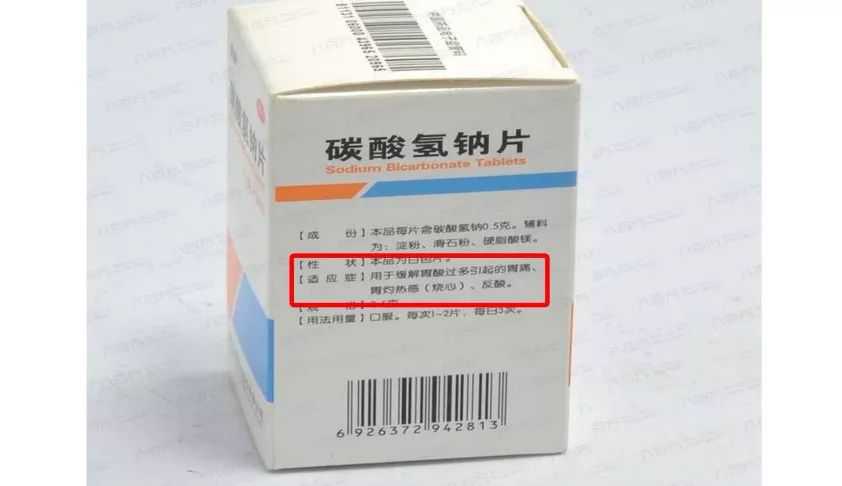 碳酸氢钠片
Sodium Bicarbonate Tablets
【成 份】本品每片含碳酸氢钠0.5克。辅料
为:淀粉、滑石粉、硬脂酸镁。
【性 状】本品为白色片。
【适应症】用于缓解胃酸过多引起的胃痛、
胃灼热感(烧心)、反酸。
【用法用量】口服。每次1~2片,每日3次。
6 926372 942813